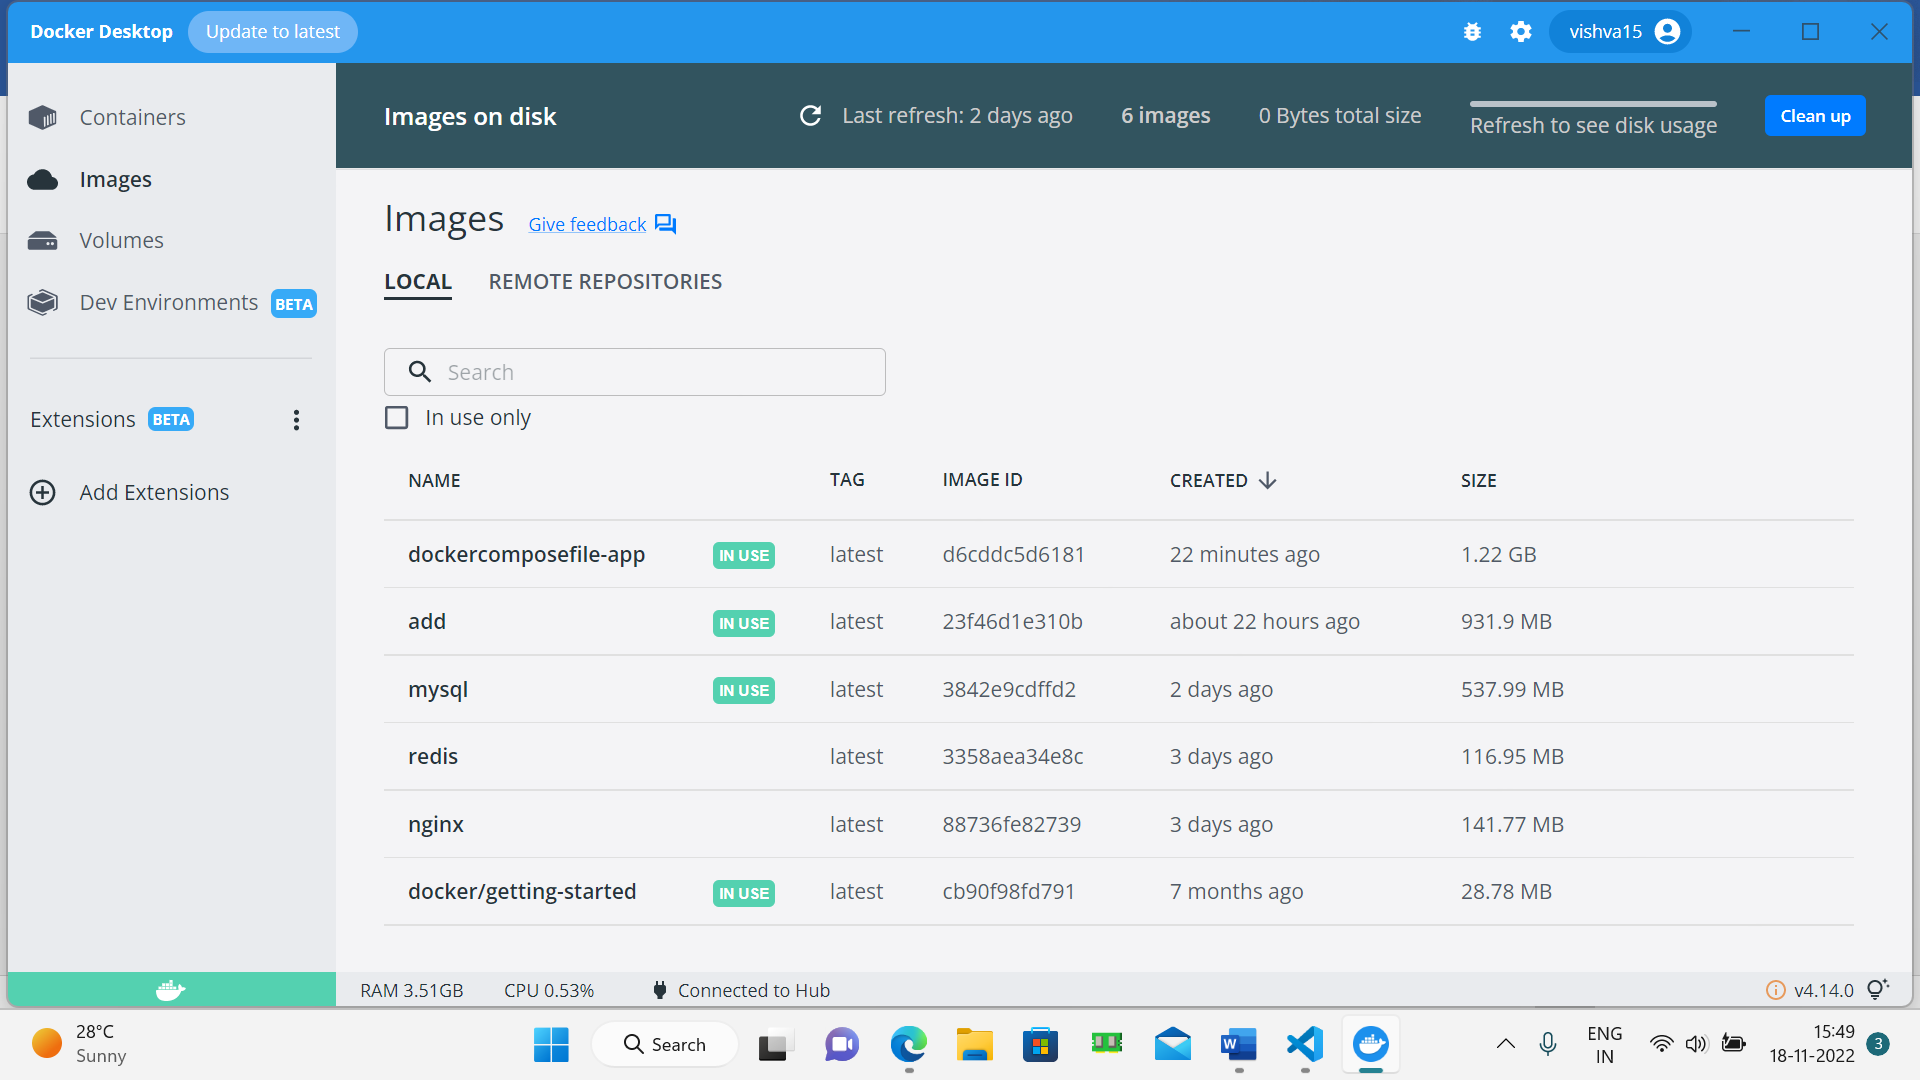 Docker Desktop Update to latest vishva15
Containers
Images
Volumes
Dev Environments BETA
Extensions BETA
Add Extensions
Images on disk Last refresh: 2 days ago 6 images 0 Bytes total size Refresh to see disk usage Clean up
Images Give feedback
LOCAL REMOTE REPOSITORIES
Search
In use only
NAME TAG IMAGE ID CREATED SIZE
dockercomposefile-app IN USE latest d6cddc5d6181 22 minutes ago 1.22 GB
add IN USE latest 23f46d1e310b about 22 hours ago 931.9 MB
mysql IN USE latest 3842e9cdffd2 2 days ago 537.99 MB
redis latest 3358aea34e8c 3 days ago 116.95 MB
nginx latest 88736fe82739 3 days ago 141.77 MB
docker/getting-started IN USE latest cb90f98fd791 7 months ago 28.78 MB
RAM 3.51GB CPU 0.53% Connected to Hub v4.14.0
28°C
Sunny
Search
W
ENG
IN
15:49
18-11-2022
3